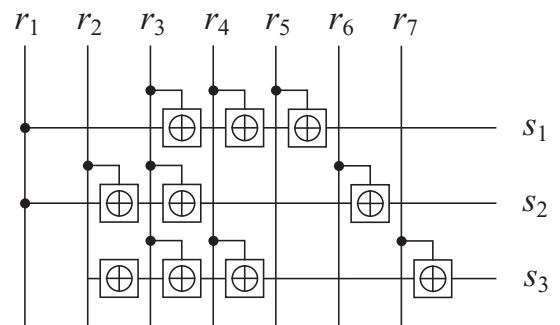 r₁ r₂ r₃ r₄ r₅ r₆ r₇
s₁
s₂
s₃